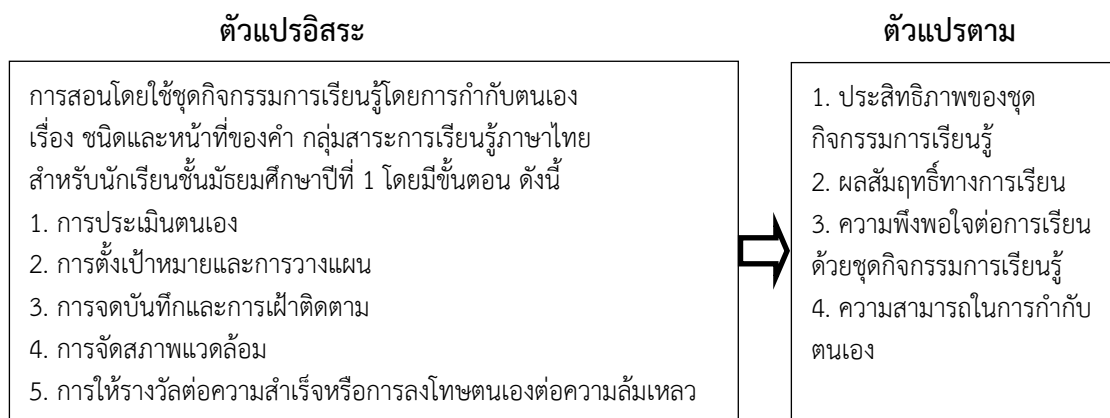 ตัวแปรอิสระ
การสอนโดยใช้ชุดกิจกรรมการเรียนรู้โดยการกำกับตนเอง
เรื่อง ชนิดและหน้าที่ของคำ กลุ่มสาระการเรียนรู้ภาษาไทย
สำหรับนักเรียนชั้นมัธยมศึกษาปีที่ 1 โดยมีขั้นตอน ดังนี้
1. การประเมินตนเอง
2. การตั้งเป้าหมายและการวางแผน
3. การจดบันทึกและการเฝ้าติดตาม
4. การจัดสภาพแวดล้อม
5. การให้รางวัลต่อความสำเร็จหรือการลงโทษตนเองต่อความล้มเหลว
ตัวแปรตาม
1. ประสิทธิภาพของชุด
กิจกรรมการเรียนรู้
2. ผลสัมฤทธิ์ทางการเรียน
3. ความพึงพอใจต่อการเรียน
ด้วยชุดกิจกรรมการเรียนรู้
4. ความสามารถในการกำกับ
ตนเอง